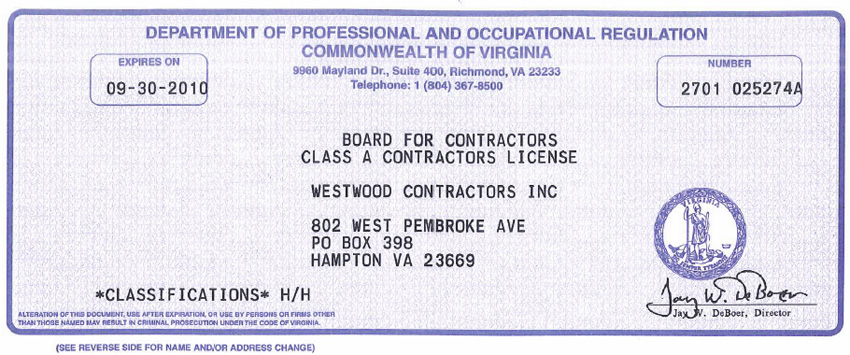 DEPARTMENT OF PROFESSIONAL AND OCCUPATIONAL REGULATION
COMMONWEALTH OF VIRGINIA
EXPIRES ON
09-30-2010
9960 Mayland Dr., Suite 400, Richmond, VA 23233
Telephone: 1 (804) 367-8500
NUMBER
2701 025274A
BOARD FOR CONTRACTORS
CLASS A CONTRACTORS LICENSE
WESTWOOD CONTRACTORS INC
802 WEST PEMBROKE AVE
PO BOX 398
HAMPTON VA 23669
VIRGINIA
SIC SEMPER TYRANNIS
*CLASSIFICATIONS* H/H
Jay W. DeBoer
Jay W. DeBoer, Director
ALTERATION OF THIS DOCUMENT, USE AFTER EXPIRATION, OR USE BY PERSONS OR FIRMS OTHER
THAN THOSE NAMED MAY RESULT IN CRIMINAL PROSECUTION UNDER THE CODE OF VIRGINIA.
(SEE REVERSE SIDE FOR NAME AND/OR ADDRESS CHANGE)